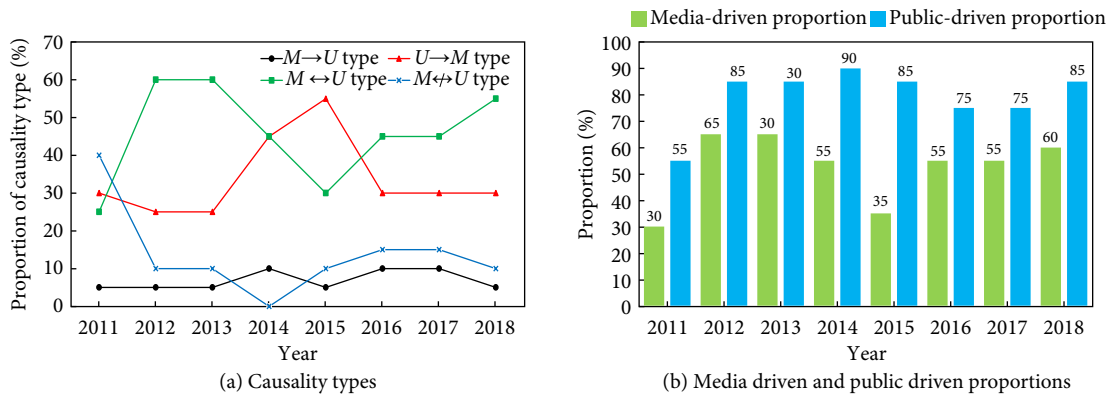 Proportion of causality type (%)
70
60
50
40
30
20
10
0
M→U type
U→M type
M ↔U type
M↮U type
2011 2012 2013 2014 2015 2016 2017 2018
Year
(a) Causality types
Media-driven proportion Public-driven proportion
Proportion (%)
100
90
80
70
60
50
40
30
20
10
0
30 55 65 85 30 30 55 90 35 85 55 75 55 75 60 85
2011 2012 2013 2014 2015 2016 2017 2018
Year
(b) Media driven and public driven proportions